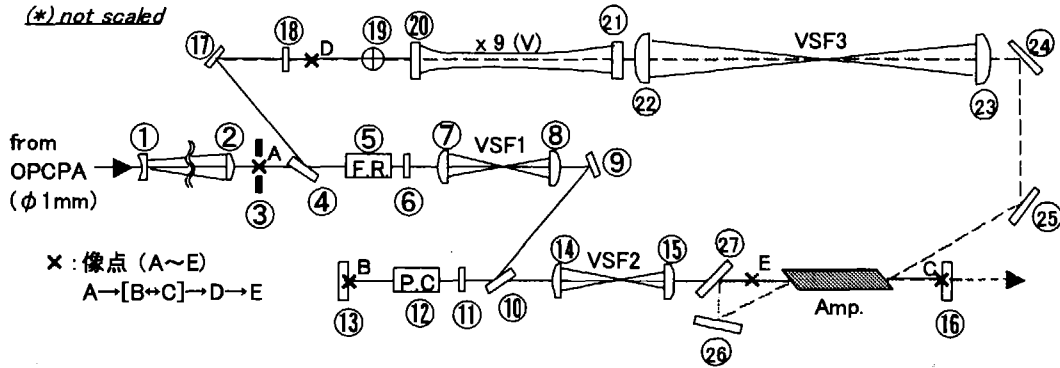 (*) not scaled
⑰ ⑱ D ⑲ ⑳ x 9 (V) ㉑ ㉒ VSF3 ㉓ ㉔
from
OPCPA
(φ1mm)
① ② A ③ ④ ⑤ F.R ⑥ ⑦ VSF1 ⑧ ⑨
㉕
×:像点 (A~E)
A→[B↔C]→D→E
B ⑬ P.C ⑫ ⑪ ⑩ ⑭ VSF2 ⑮ ㉗ E ㉖ Amp. C ⑯